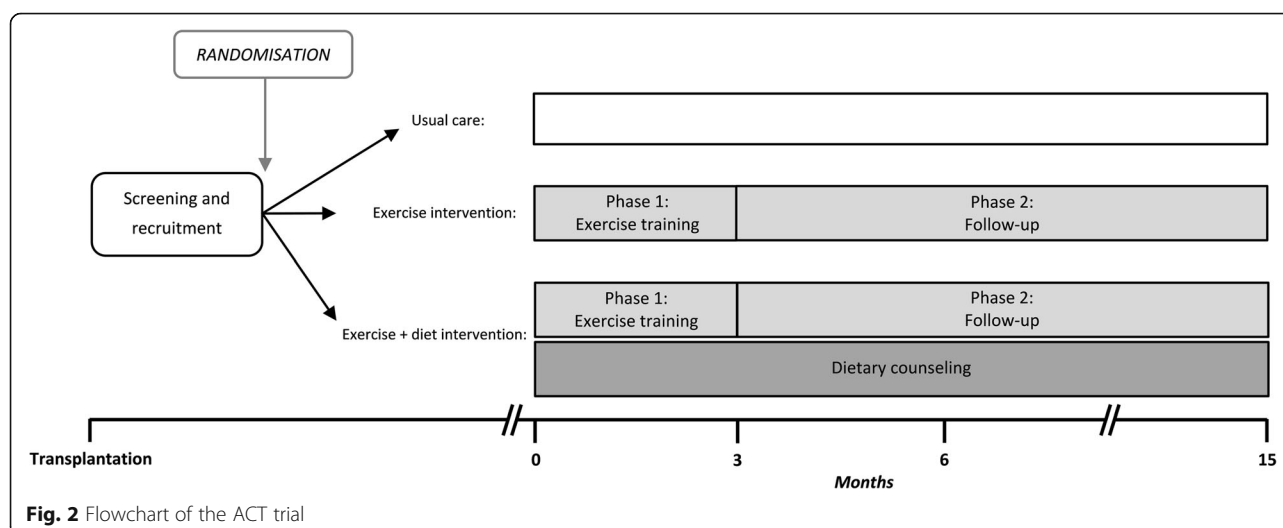 RANDOMISATION
Usual care:
Screening and
recruitment
Exercise intervention:
Phase 1:
Exercise training
Phase 2:
Follow-up
Exercise + diet intervention:
Phase 1:
Exercise training
Phase 2:
Follow-up
Dietary counseling
Transplantation
0
3
6
15
Months
Fig. 2 Flowchart of the ACT trial